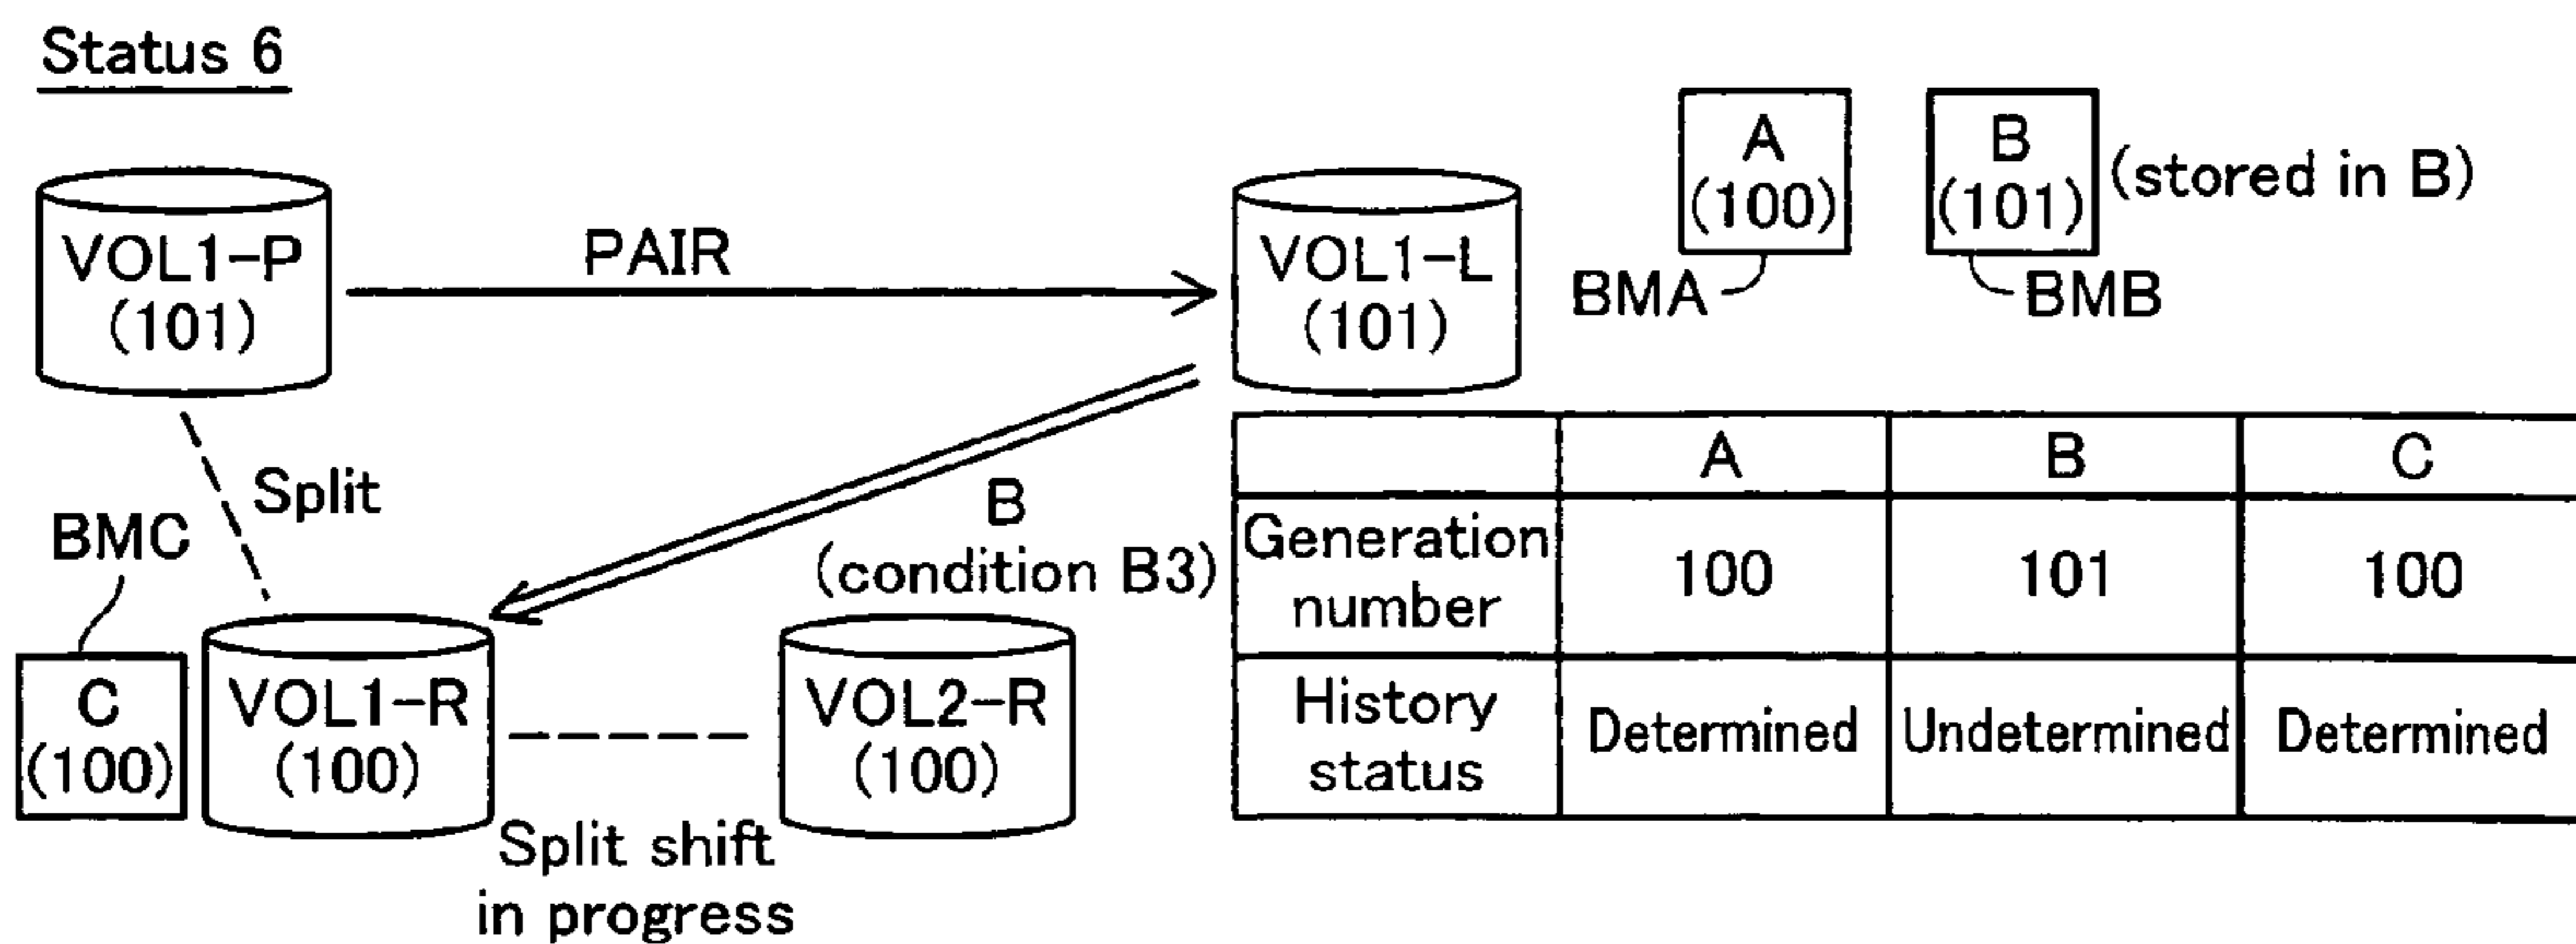 Status 6
VOL1-P
(101)
PAIR
VOL1-L
(101)
A
(100)
BMA
B
(101)
BMB
(stored in B)
Split
BMC
C
(100)
VOL1-R
(100)
B
(condition B3)
VOL2-R
(100)
Split shift
in progress
A B C
Generation
number
100 101 100
History
status
Determined Undetermined Determined